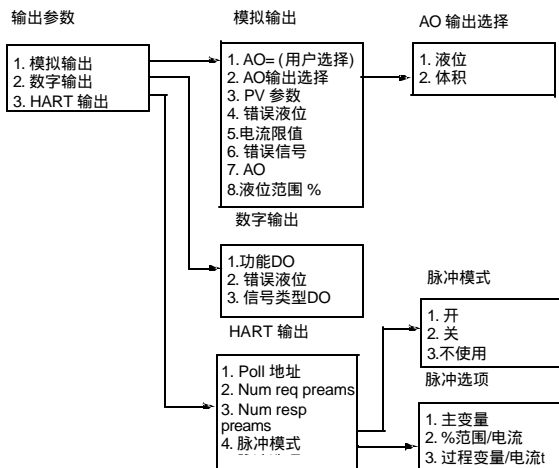 输出参数
1. 模拟输出
2. 数字输出
3. HART 输出
模拟输出
1. AO= (用户选择)
2. AO输出选择
3. PV 参数
4. 错误液位
5.电流限值
6. 错误信号
7. AO
8.液位范围 %
AO 输出选择
1. 液位
2. 体积
数字输出
1.功能DO
2. 错误液位
3. 信号类型DO
HART 输出
1. Poll 地址
2. Num req preams
3. Num resp
preams
4. 脉冲模式
脉冲模式
1. 开
2. 关
3.不使用
脉冲选项
1. 主变量
2. %范围/电流
3. 过程变量/电流t